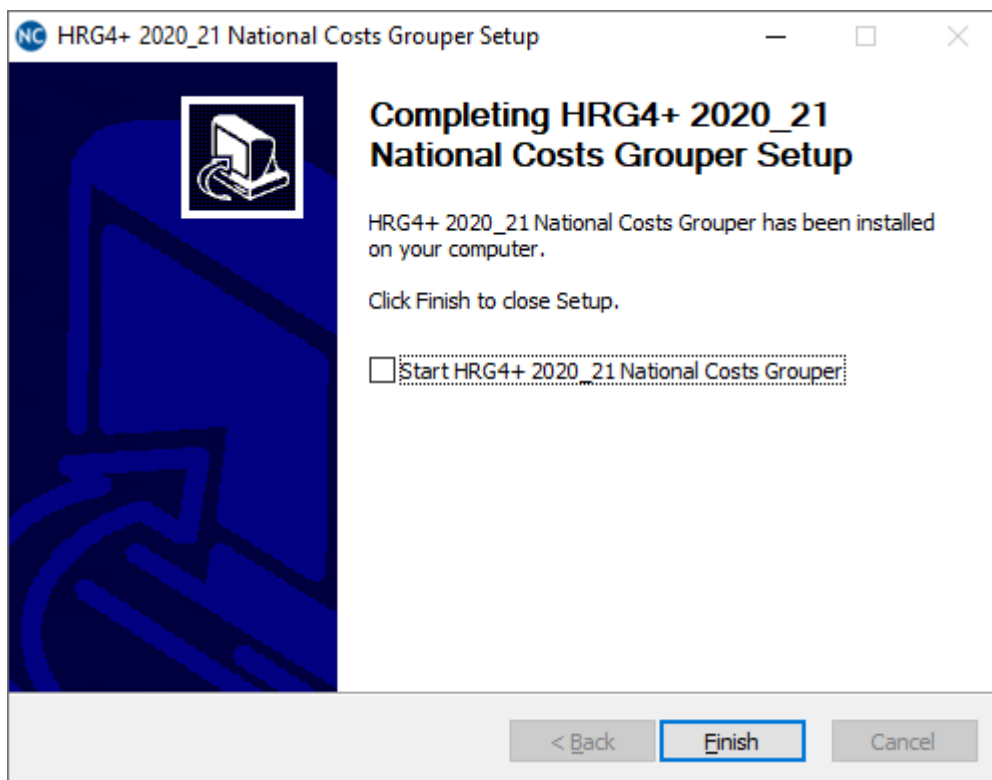 NC HRG4+ 2020_21 National Costs Grouper Setup
Completing HRG4+ 2020_21
National Costs Grouper Setup
HRG4+ 2020_21 National Costs Grouper has been installed
on your computer.
Click Finish to close Setup.
Start HRG4+ 2020_21 National Costs Grouper
< Back Finish Cancel